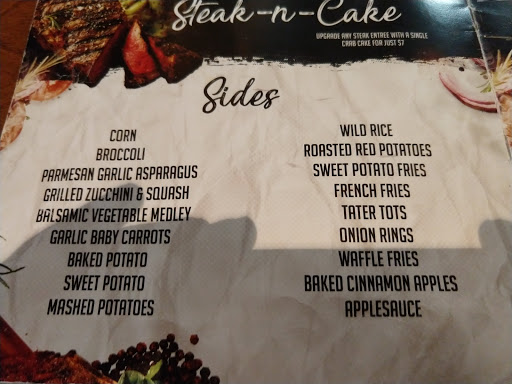 Steak-n-Cake
UPGRADE ANY STEAK ENTREE WITH A SINGLE
CRAB CAKE FOR JUST $7
Sides
CORN
BROCCOLI
PARMESAN GARLIC ASPARAGUS
GRILLED ZUCCHINI & SQUASH
BALSAMIC VEGETABLE MEDLEY
GARLIC BABY CARROTS
BAKED POTATO
SWEET POTATO
MASHED POTATOES
WILD RICE
ROASTED RED POTATOES
SWEET POTATO FRIES
FRENCH FRIES
TATER TOTS
ONION RINGS
WAFFLE FRIES
BAKED CINNAMON APPLES
APPLESAUCE